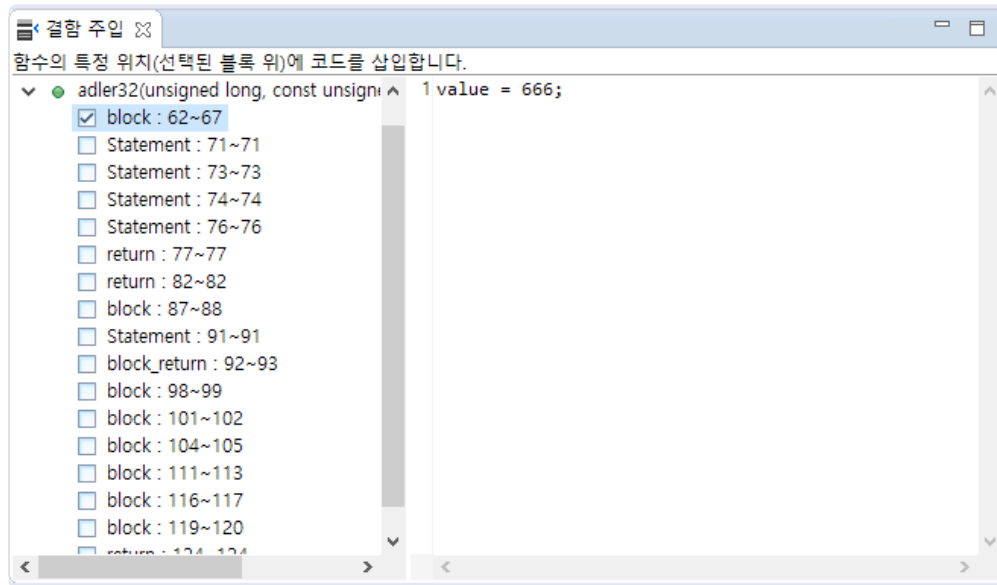 결함 주입
함수의 특정 위치(선택된 블록 위)에 코드를 삽입합니다.
adler32(unsigned long, const unsign
block : 62~67
Statement : 71~71
Statement : 73~73
Statement : 74~74
Statement : 76~76
return : 77~77
return : 82~82
block : 87~88
Statement : 91~91
block_return : 92~93
block : 98~99
block : 101~102
block : 104~105
block : 111~113
block : 116~117
block : 119~120
return : 124~124
1 value = 666;